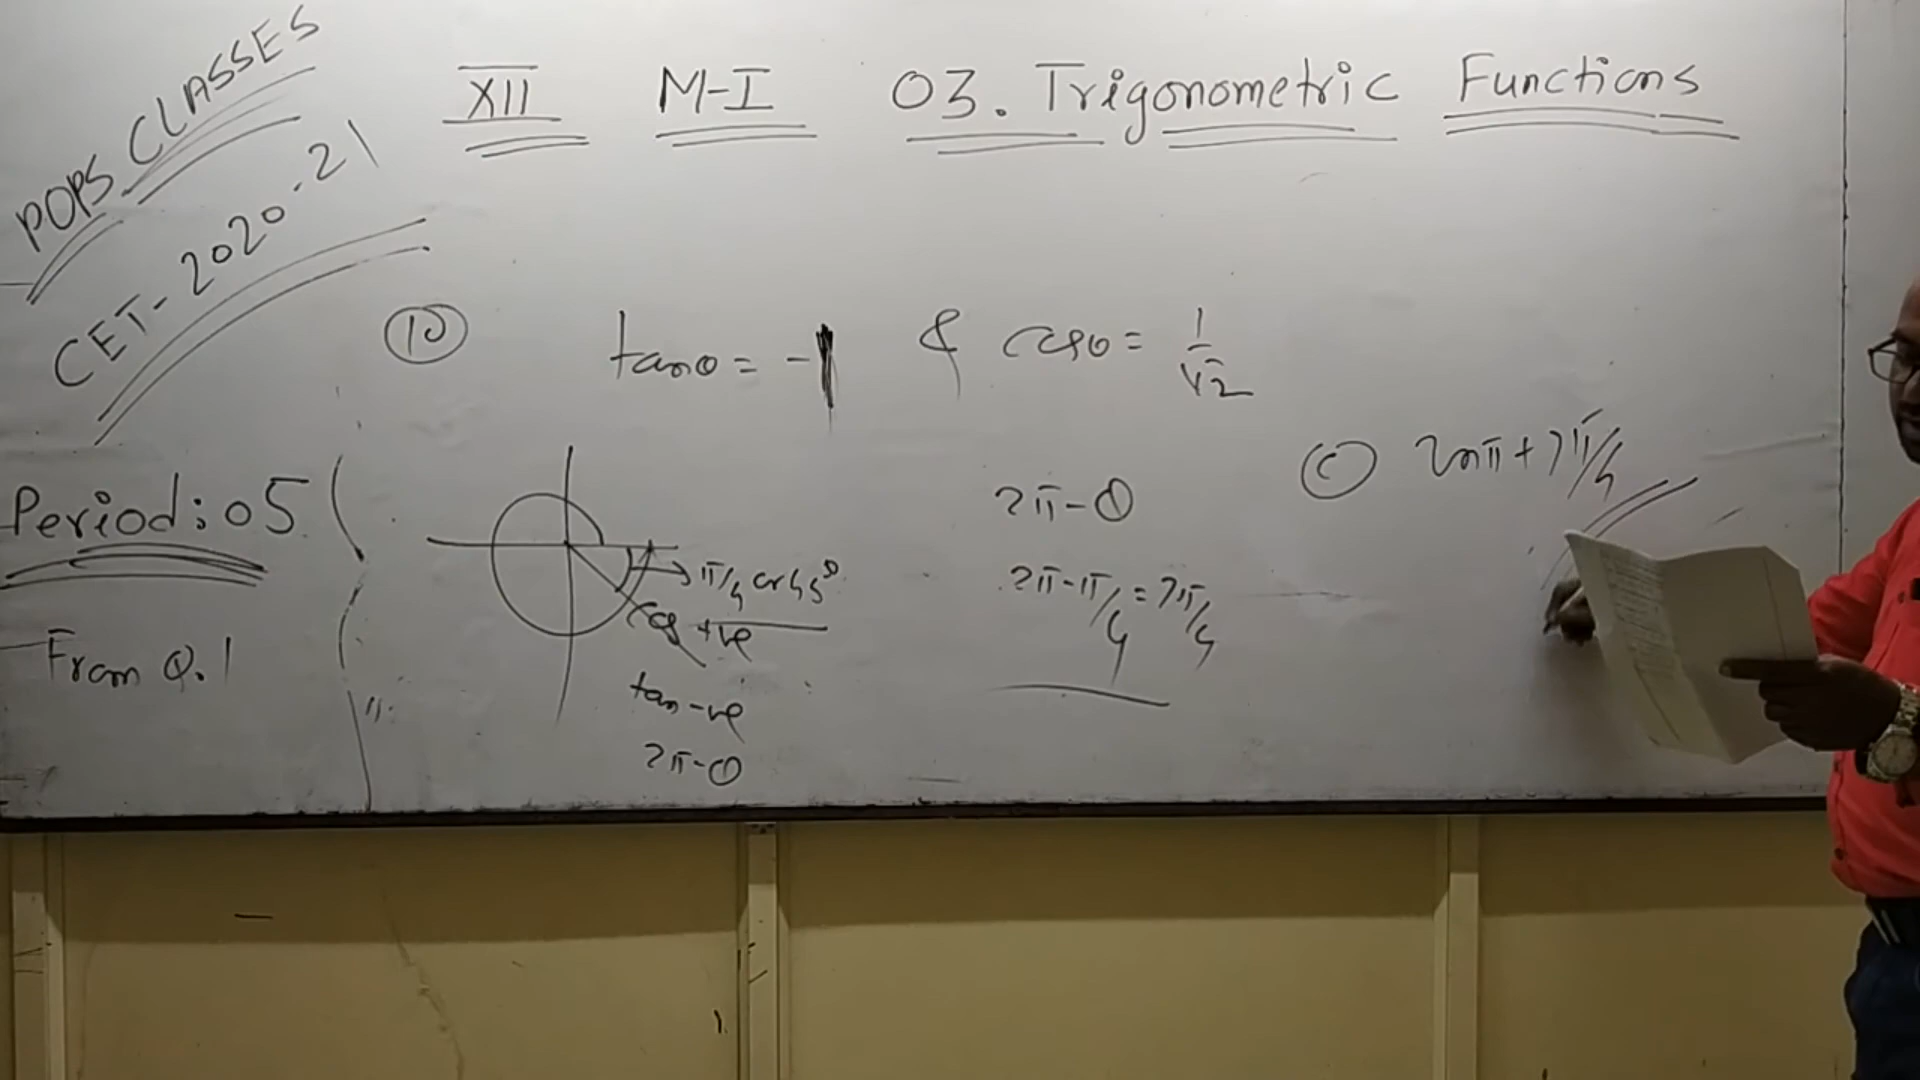 POPS CLASSES
CET-2020-21
XII M-I 03. Trigonometric Functions
10 tanθ = -1 & cosθ = 1/√2
Period: 05
From Q. 1
π/4 or 45°
cos +ve
tan -ve
2π-θ
2π-θ
2π-π/4 = 7π/4
(C) 2nπ+7π/4